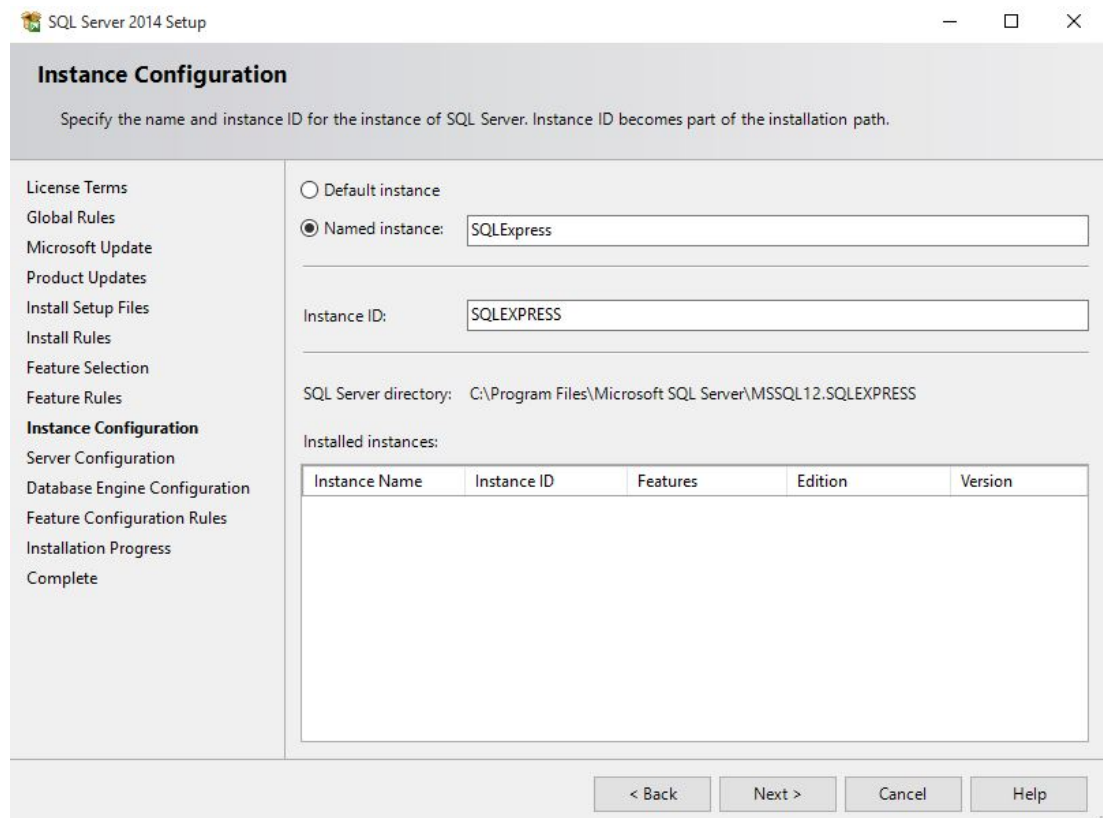 SQL Server 2014 Setup
Instance Configuration
Specify the name and instance ID for the instance of SQL Server. Instance ID becomes part of the installation path.
License Terms
Global Rules
Microsoft Update
Product Updates
Install Setup Files
Install Rules
Feature Selection
Feature Rules
Instance Configuration
Server Configuration
Database Engine Configuration
Feature Configuration Rules
Installation Progress
Complete
Default instance
Named instance: SQLExpress
Instance ID: SQLEXPRESS
SQL Server directory: C:\Program Files\Microsoft SQL Server\MSSQL12.SQLEXPRESS
Installed instances:
Instance Name Instance ID Features Edition Version
< Back Next > Cancel Help